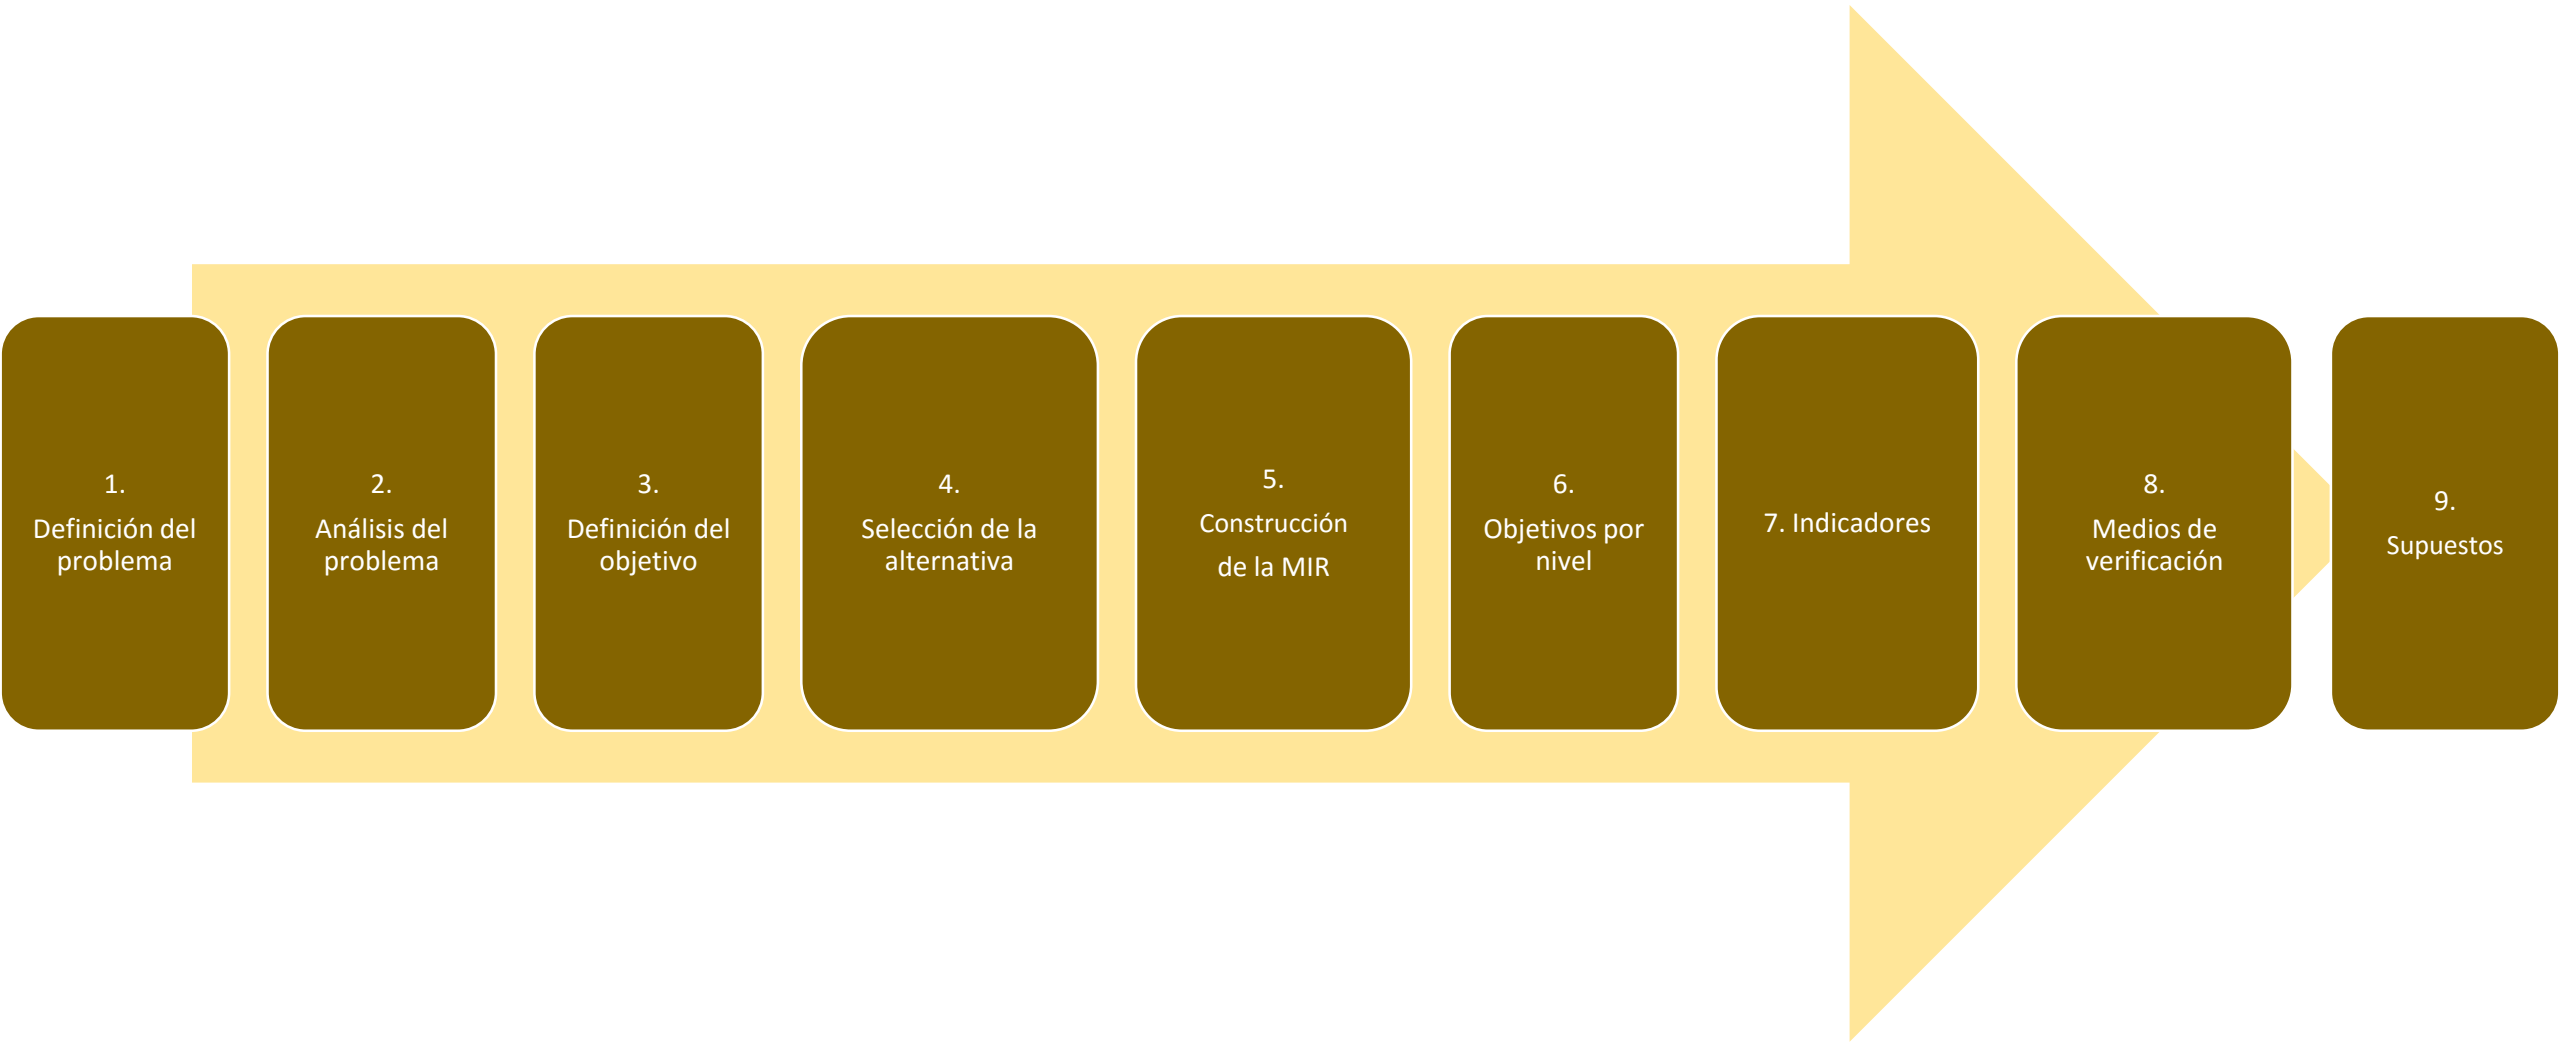 1.
Definición del
problema
2.
Análisis del
problema
3.
Definición del
objetivo
4.
Selección de la
alternativa
5.
Construcción
de la MIR
6.
Objetivos por
nivel
7. Indicadores
8.
Medios de
verificación
9.
Supuestos